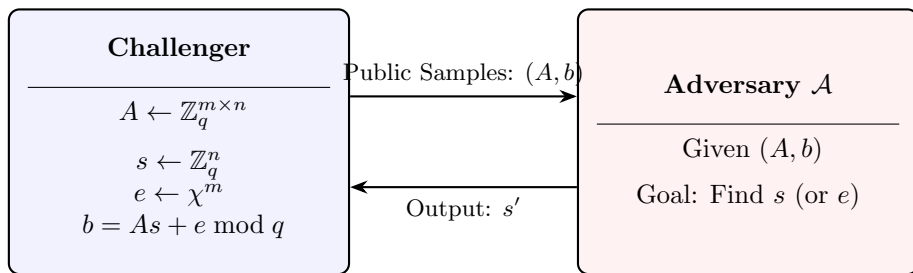 Challenger
A ← ℤ_q^{m×n}
s ← ℤ_q^n
e ← χ^m
b = As + e mod q
Public Samples: (A, b)
Output: s′
Adversary 𝒜
Given (A, b)
Goal: Find s (or e)